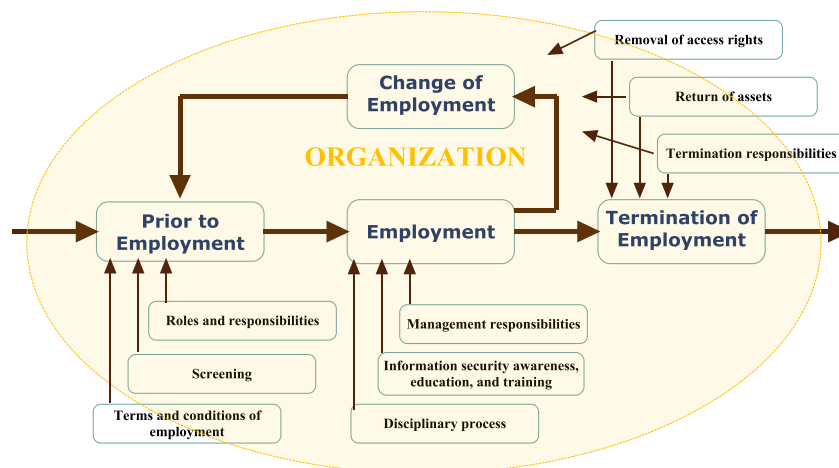 Removal of access rights
Change of
Employment
Return of assets
ORGANIZATION
Termination responsibilities
Prior to
Employment
Employment
Termination of
Employment
Roles and responsibilities
Management responsibilities
Screening
Information security awareness,
education, and training
Terms and conditions of
employment
Disciplinary process